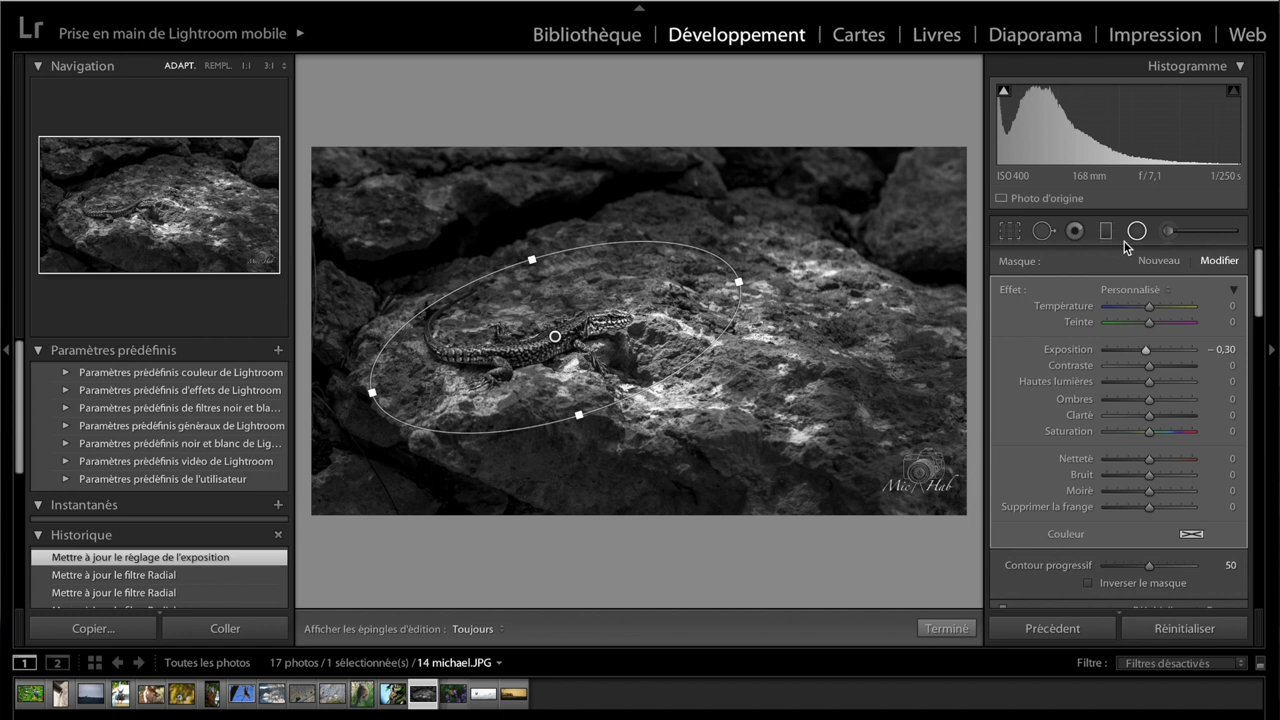 Lr Prise en main de Lightroom mobile
Bibliothèque | Développement | Cartes | Livres | Diaporama | Impression | Web
Navigation ADAPT. REMPL. 1:1 3:1
Paramètres prédéfinis +
Paramètres prédéfinis couleur de Lightroom
Paramètres prédéfinis d'effets de Lightroom
Paramètres prédéfinis de filtres noir et bla...
Paramètres prédéfinis généraux de Lightroom
Paramètres prédéfinis noir et blanc de Lig...
Paramètres prédéfinis vidéo de Lightroom
Paramètres prédéfinis de l'utilisateur
Instantanés +
Historique ×
Mettre à jour le réglage de l'exposition
Mettre à jour le filtre Radial
Mettre à jour le filtre Radial
Copier... Coller
Mic Hab
Afficher les épingles d'édition : Toujours
Terminé
Histogramme
ISO 400 168 mm f / 7,1 1/250 s
Photo d'origine
Masque : Nouveau Modifier
Effet : Personnalisé
Température 0
Teinte 0
Exposition – 0,30
Contraste 0
Hautes lumières 0
Ombres 0
Clarté 0
Saturation 0
Netteté 0
Bruit 0
Moiré 0
Supprimer la frange 0
Couleur
Contour progressif 50
Inverser le masque
Précédent Réinitialiser
1 2 Toutes les photos 17 photos / 1 sélectionnée(s) / 14 michael.JPG
Filtre : Filtres désactivés